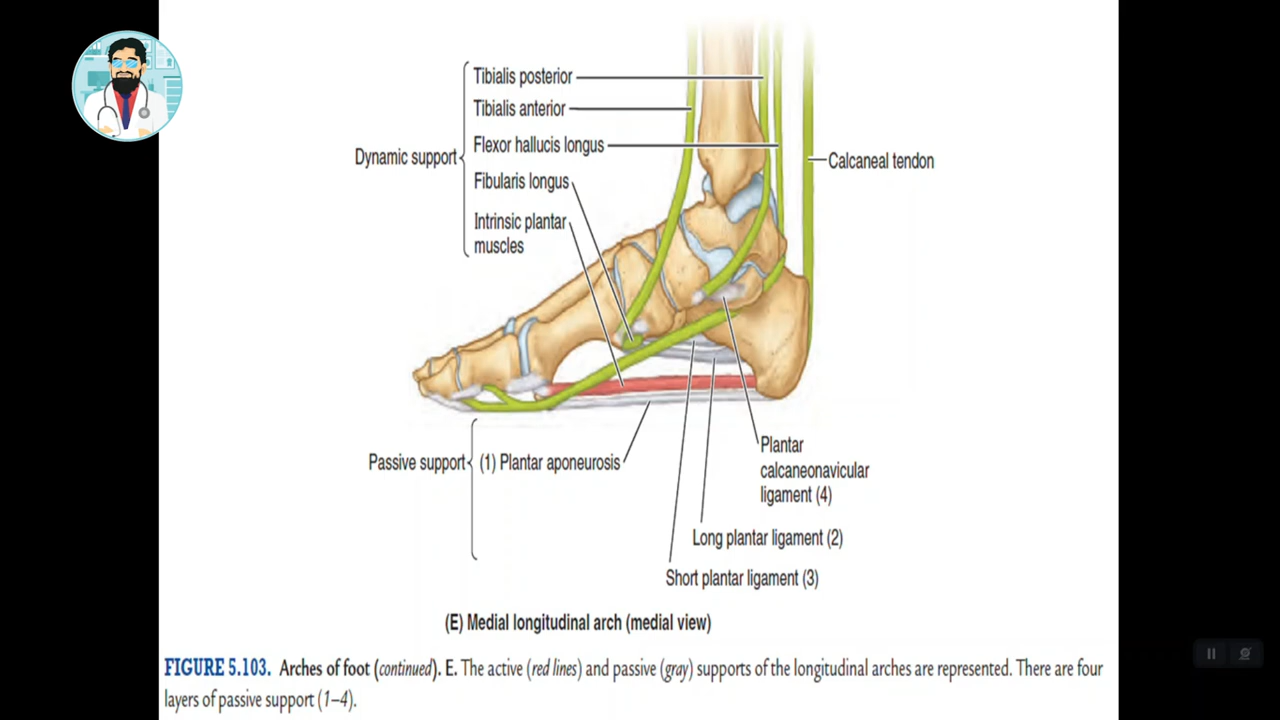 Tibialis posterior
Tibialis anterior
Flexor hallucis longus
Dynamic support
Calcaneal tendon
Fibularis longus
Intrinsic plantar
muscles
Passive support
(1) Plantar aponeurosis
Plantar
calcaneonavicular
ligament (4)
Long plantar ligament (2)
Short plantar ligament (3)
(E) Medial longitudinal arch (medial view)
FIGURE 5.103. Arches of foot (continued). E. The active (red lines) and passive (gray) supports of the longitudinal arches are represented. There are four
layers of passive support (1–4).